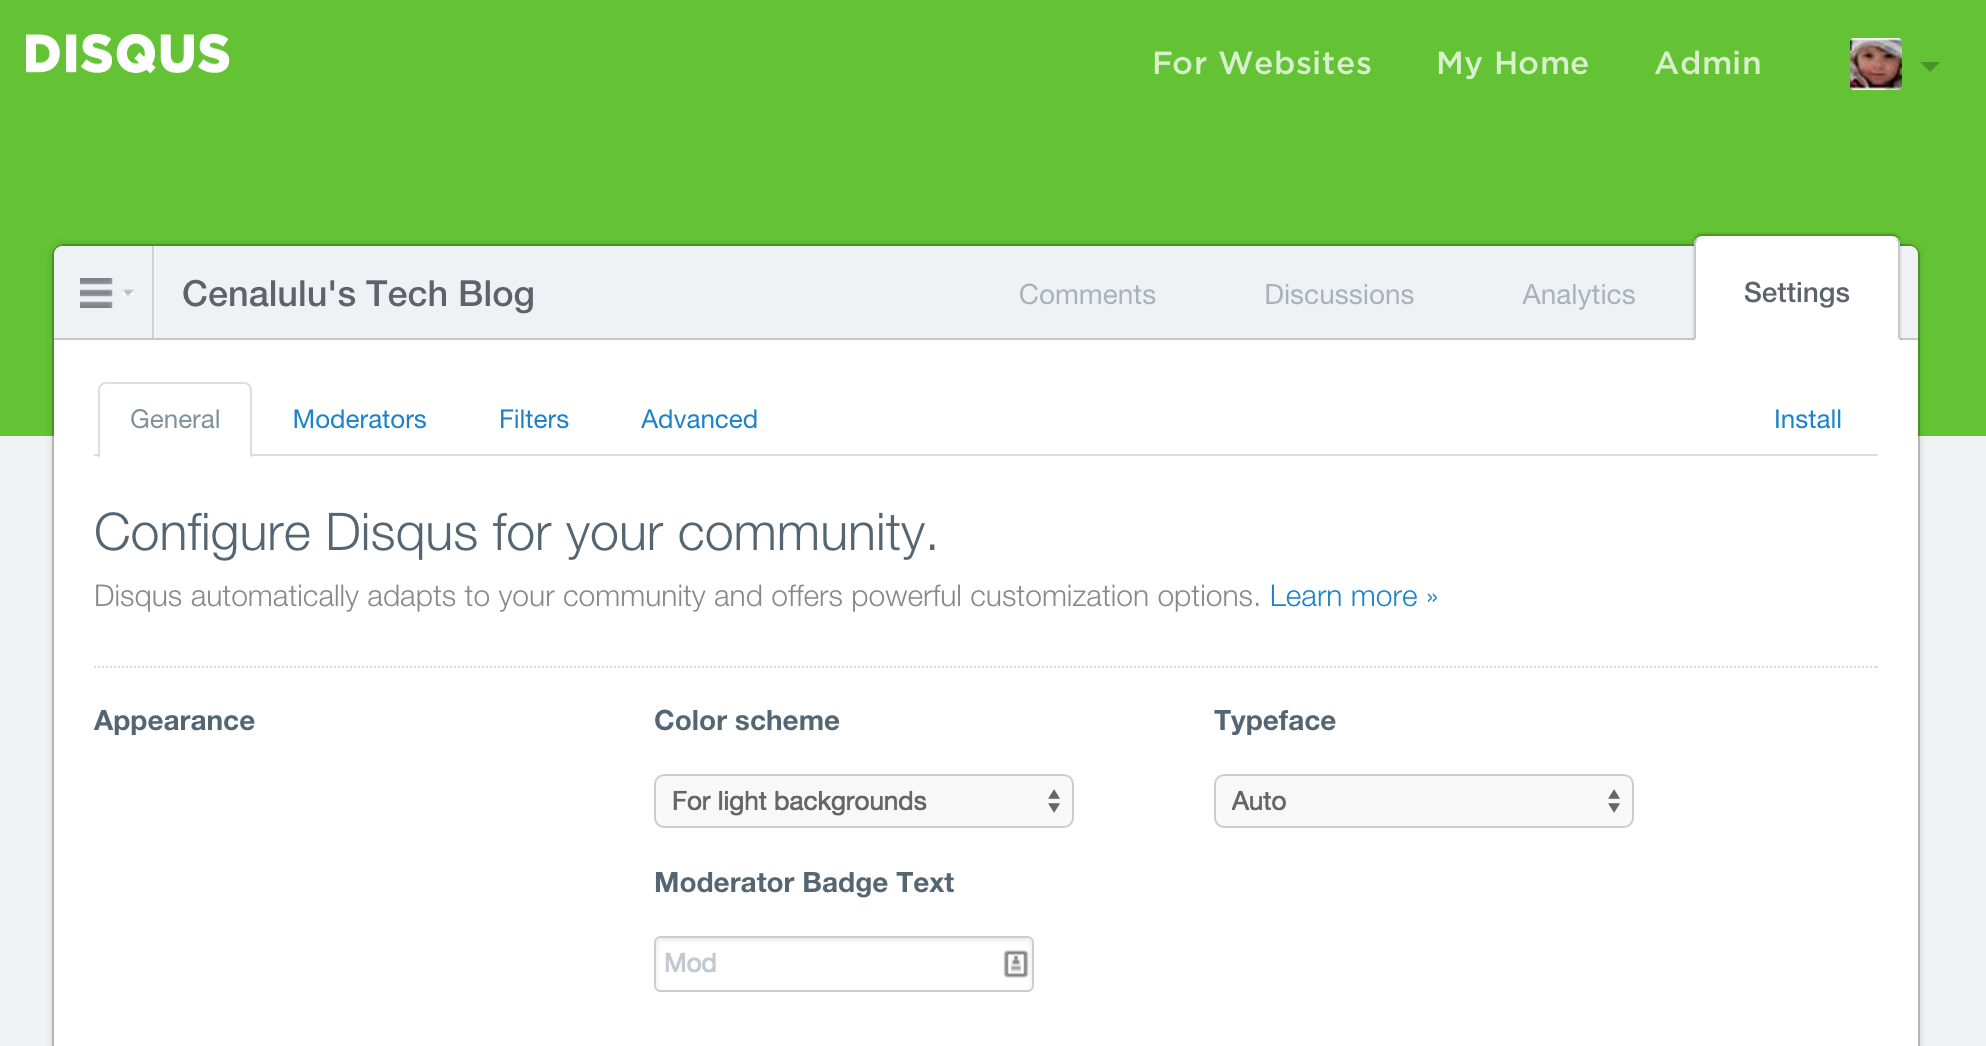 DISQUS
For Websites My Home Admin
Cenalulu's Tech Blog Comments Discussions Analytics Settings
General Moderators Filters Advanced Install
Configure Disqus for your community.
Disqus automatically adapts to your community and offers powerful customization options. Learn more »
Appearance Color scheme Typeface
For light backgrounds Auto
Moderator Badge Text
Mod